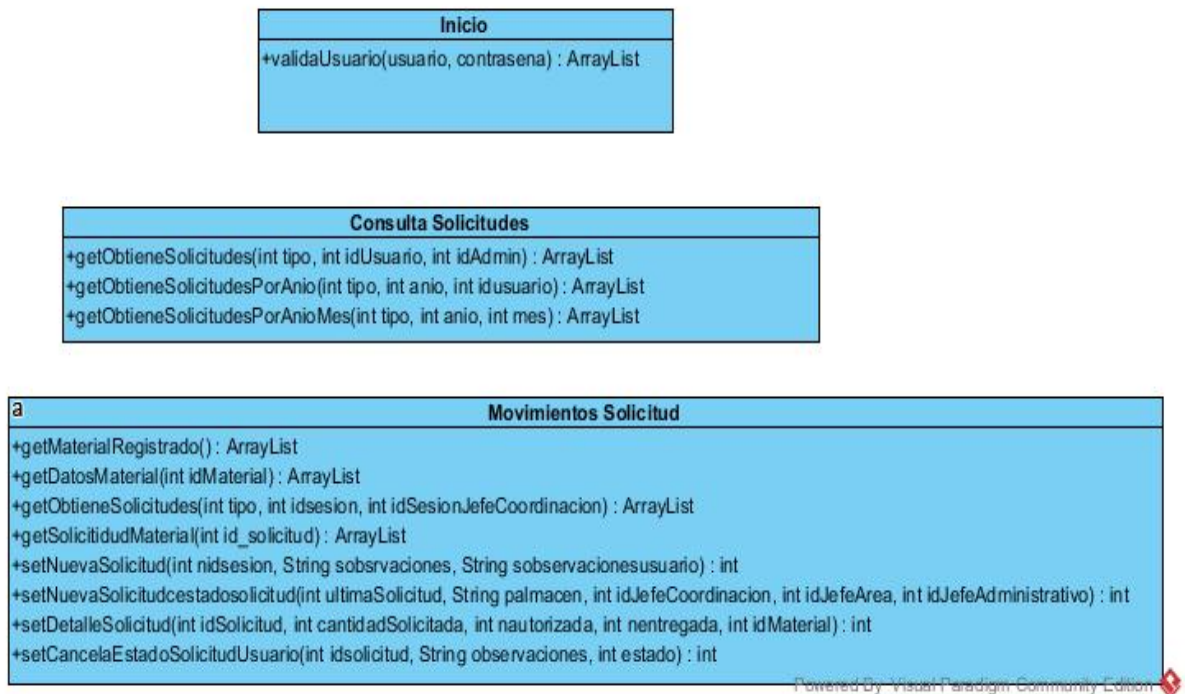 Inicio
+validaUsuario(usuario, contrasena) : ArrayList
Consulta Solicitudes
+getObtieneSolicitudes(int tipo, int idUsuario, int idAdmin) : ArrayList
+getObtieneSolicitudesPorAnio(int tipo, int anio, int idusuario) : ArrayList
+getObtieneSolicitudesPorAnioMes(int tipo, int anio, int mes) : ArrayList
a
Movimientos Solicitud
+getMaterialRegistrado() : ArrayList
+getDatosMaterial(int idMaterial) : ArrayList
+getObtieneSolicitudes(int tipo, int idsesion, int idSesionJefeCoordinacion) : ArrayList
+getSolicitidudMaterial(int id_solicitud) : ArrayList
+setNuevaSolicitud(int nidsesion, String sobsrvaciones, String sobservacionesusuario) : int
+setNuevaSolicitudcestadosolicitud(int ultimaSolicitud, String palmacen, int idJefeCoordinacion, int idJefeArea, int idJefeAdministrativo) : int
+setDetalleSolicitud(int idSolicitud, int cantidadSolicitada, int nautorizada, int nentregada, int idMaterial) : int
+setCancelaEstadoSolicitudUsuario(int idsolicitud, String observaciones, int estado) : int
Powered By Visual Paradigm Community Edition